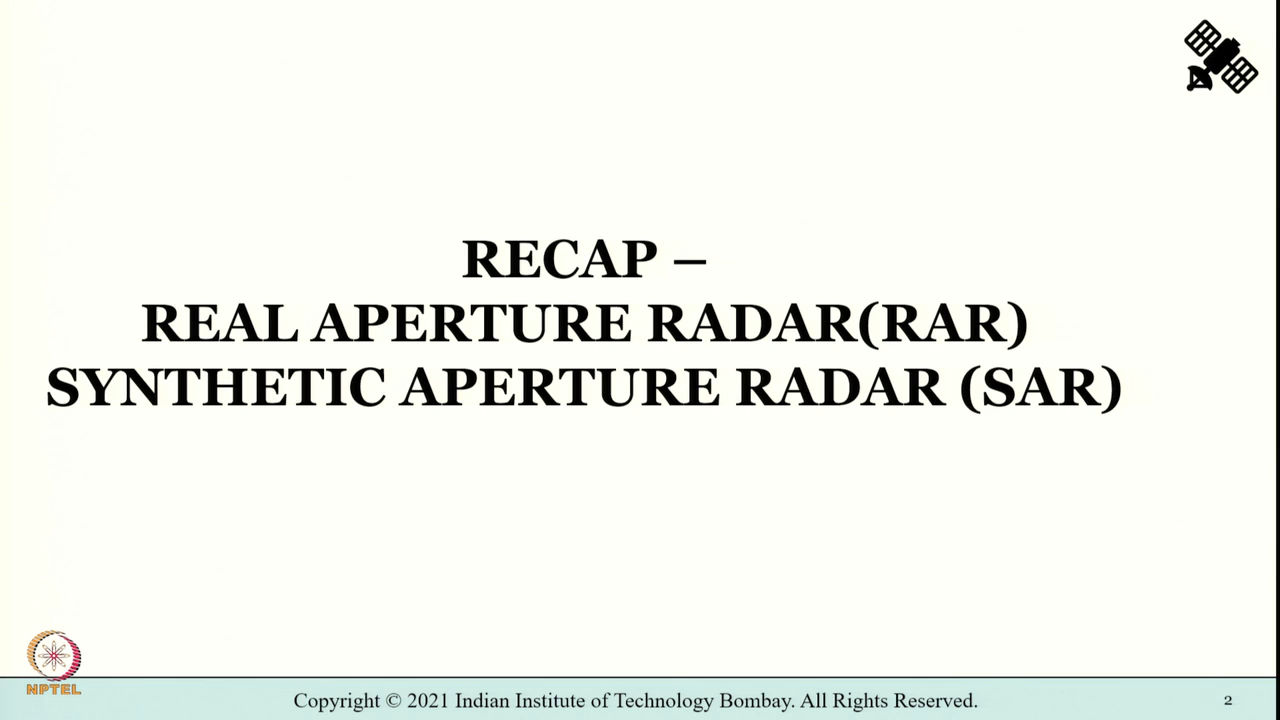 RECAP –
REAL APERTURE RADAR(RAR)
SYNTHETIC APERTURE RADAR (SAR)
NPTEL
Copyright © 2021 Indian Institute of Technology Bombay. All Rights Reserved.
2